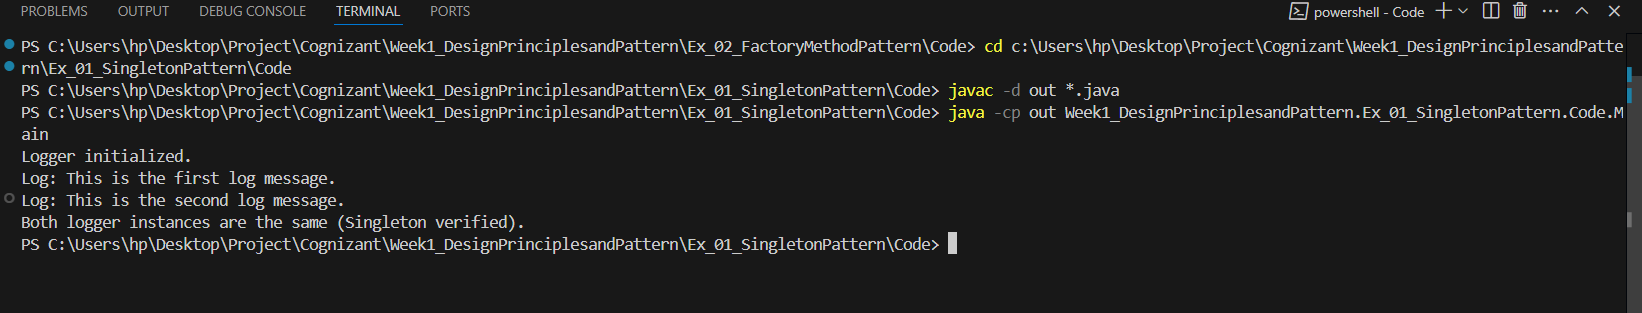 PROBLEMS OUTPUT DEBUG CONSOLE TERMINAL PORTS powershell - Code
PS C:\Users\hp\Desktop\Project\Cognizant\Week1_DesignPrinciplesandPattern\Ex_02_FactoryMethodPattern\Code> cd c:\Users\hp\Desktop\Project\Cognizant\Week1_DesignPrinciplesandPatte
rn\Ex_01_SingletonPattern\Code
PS C:\Users\hp\Desktop\Project\Cognizant\Week1_DesignPrinciplesandPattern\Ex_01_SingletonPattern\Code> javac -d out *.java
PS C:\Users\hp\Desktop\Project\Cognizant\Week1_DesignPrinciplesandPattern\Ex_01_SingletonPattern\Code> java -cp out Week1_DesignPrinciplesandPattern.Ex_01_SingletonPattern.Code.M
ain
Logger initialized.
Log: This is the first log message.
Log: This is the second log message.
Both logger instances are the same (Singleton verified).
PS C:\Users\hp\Desktop\Project\Cognizant\Week1_DesignPrinciplesandPattern\Ex_01_SingletonPattern\Code>